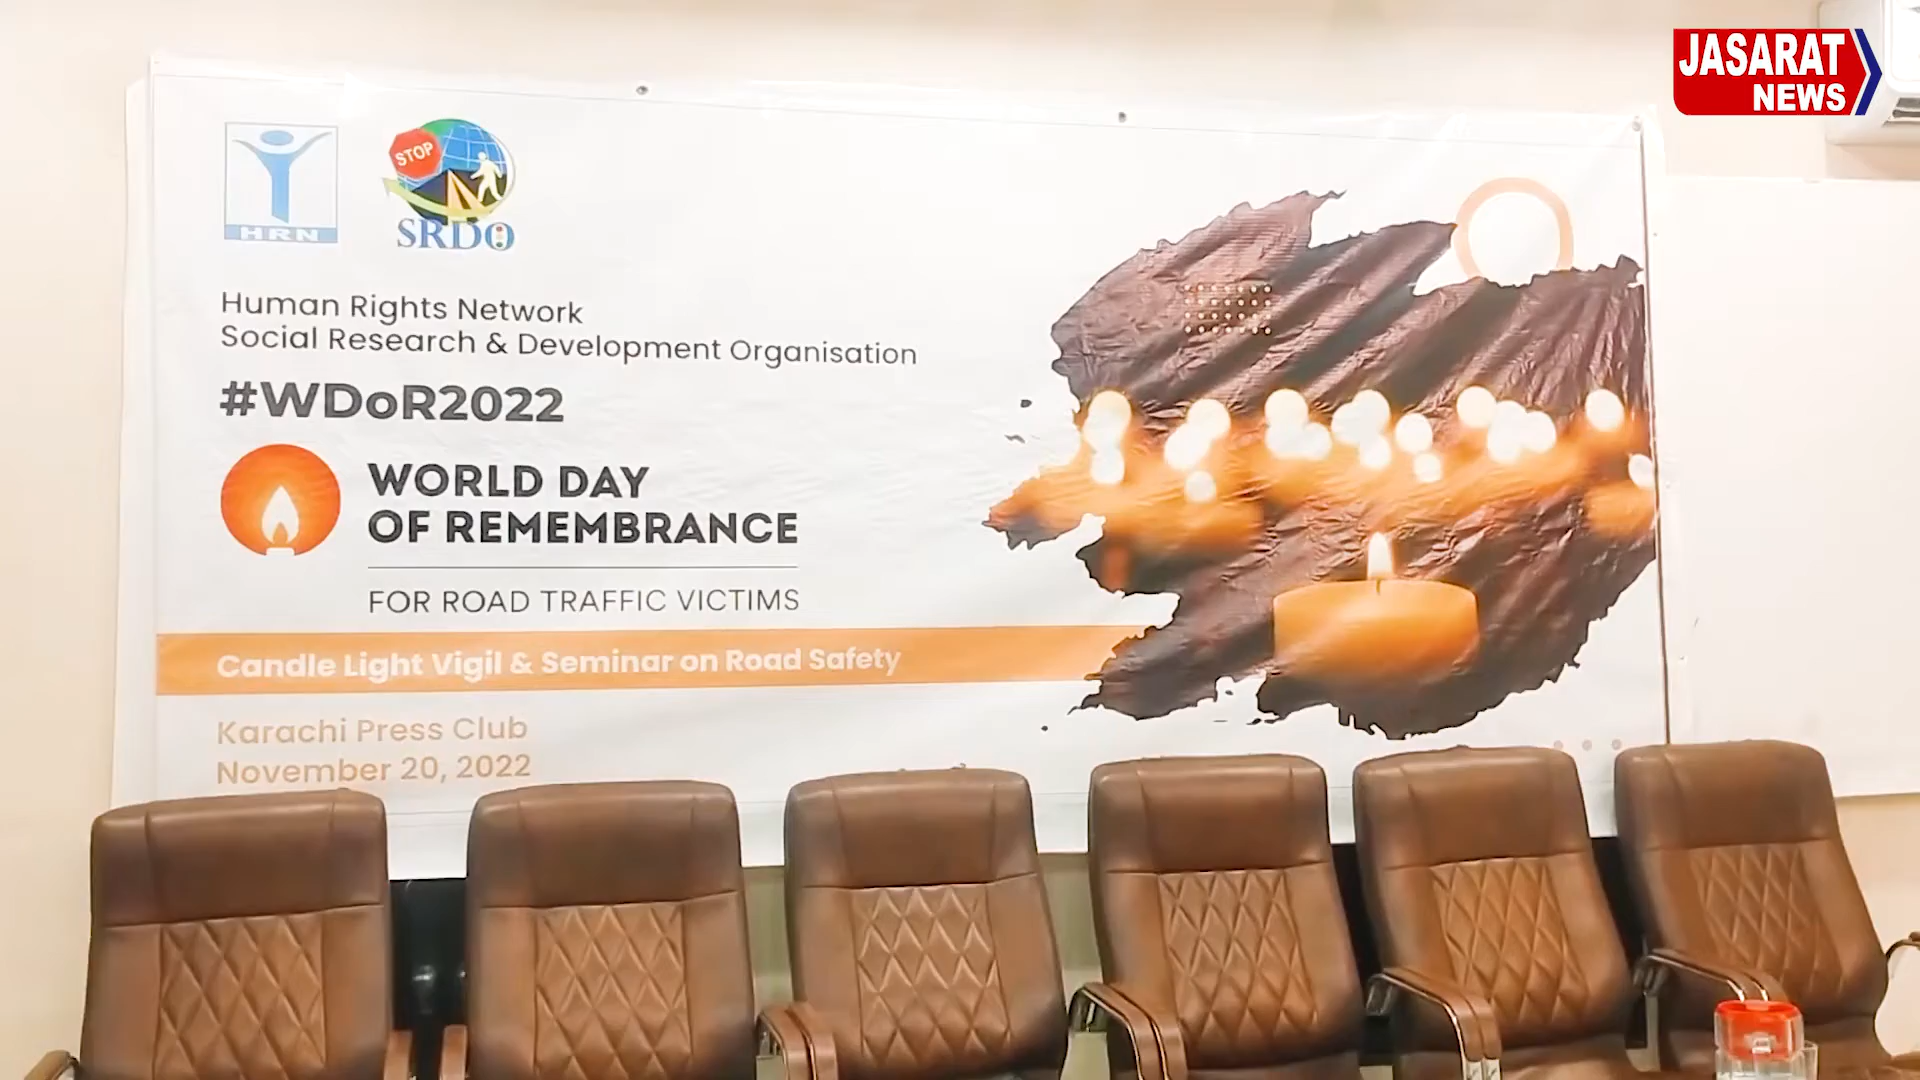 JASARAT
NEWS
STOP
HRN
SRDO
Human Rights Network
Social Research & Development Organisation
#WDoR2022
WORLD DAY
OF REMEMBRANCE
FOR ROAD TRAFFIC VICTIMS
Candle Light Vigil & Seminar on Road Safety
Karachi Press Club
November 20, 2022